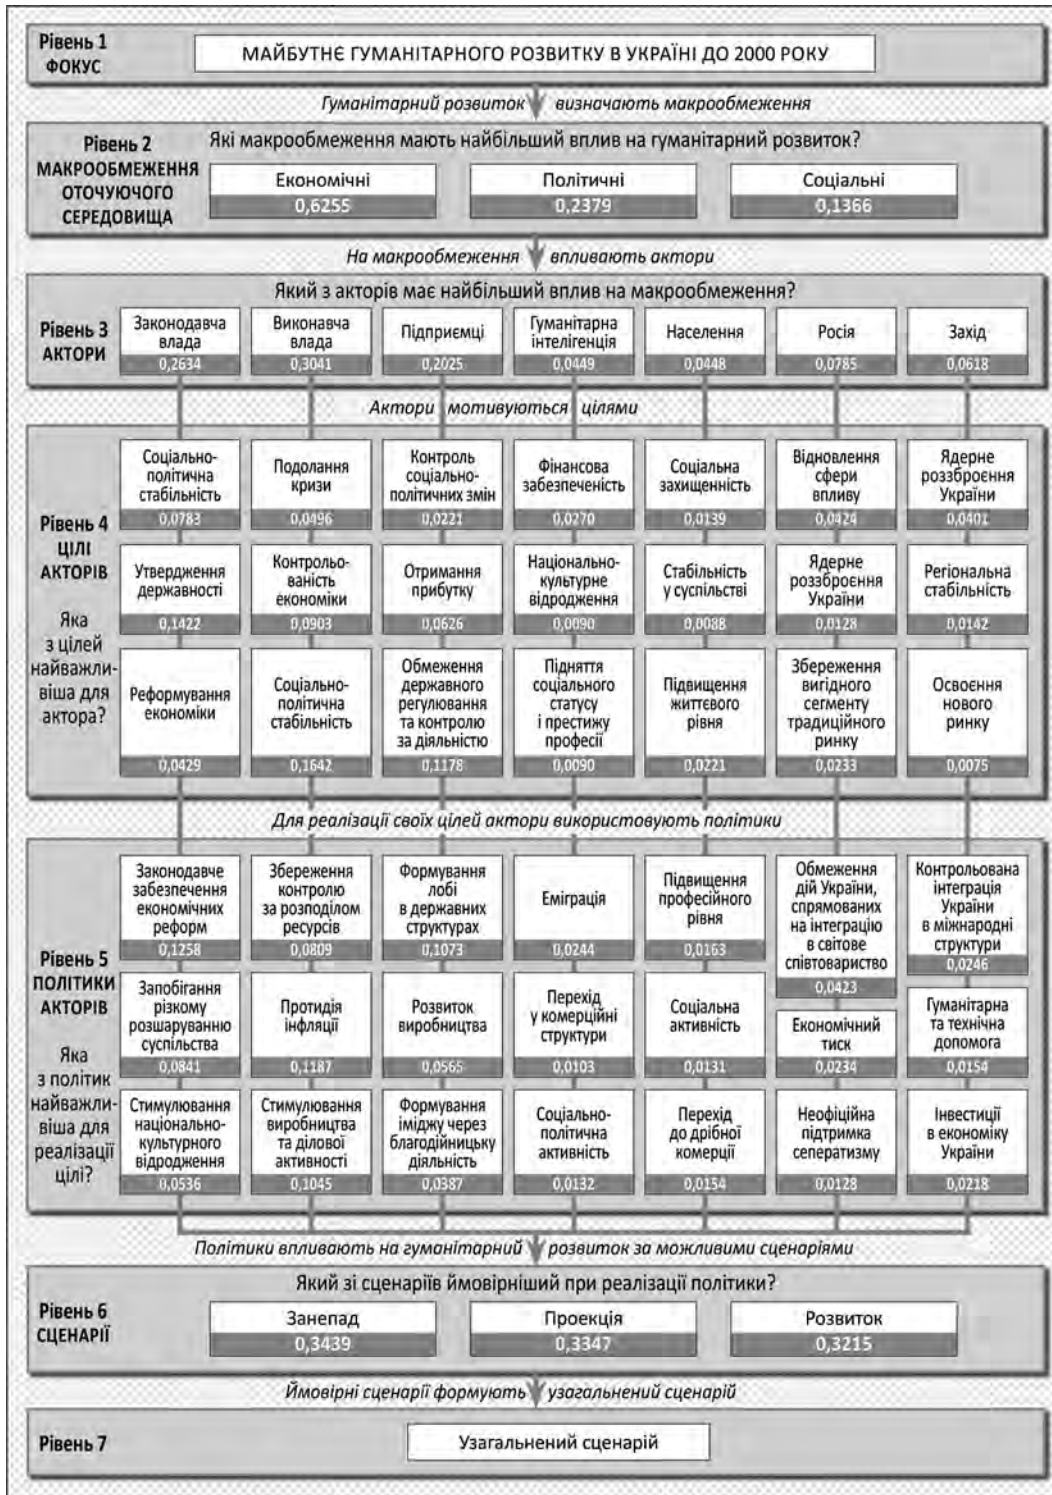 Рівень 1
ФОКУС
МАЙБУТНЄ ГУМАНІТАРНОГО РОЗВИТКУ В УКРАЇНІ ДО 2000 РОКУ
Гуманітарний розвиток визначають макрообмеження
Рівень 2
МАКРООБМЕЖЕННЯ
ОТОЧУЮЧОГО
СЕРЕДОВИЩА
Які макрообмеження мають найбільший вплив на гуманітарний розвиток?
Економічні
0,6255
Політичні
0,2379
Соціальні
0,1366
На макрообмеження впливають актори
Рівень 3
АКТОРИ
Який з акторів має найбільший вплив на макрообмеження?
Законодавча
влада
0,2634
Виконавча
влада
0,3041
Підприємці
0,2025
Гуманітарна
інтелігенція
0,0449
Населення
0,0448
Росія
0,0785
Захід
0,0618
Актори мотивуються цілями
Рівень 4
ЦІЛІ
АКТОРІВ
Яка
з цілей
найважли-
віша для
актора?
Соціально-
політична
стабільність
0,0783
Подолання
кризи
0,0496
Контроль
соціально-
політичних змін
0,0221
Фінансова
забезпеченість
0,0270
Соціальна
захищенність
0,0139
Відновлення
сфери
впливу
0,0424
Ядерне
роззброєння
України
0,0401
Утвердження
державності
0,1422
Контрольо-
ваність
економіки
0,0903
Отримання
прибутку
0,0626
Національно-
культурне
відродження
0,0090
Стабільність
у суспільстві
0,0088
Ядерне
роззброєння
України
0,0128
Регіональна
стабільність
0,0142
Реформування
економіки
0,0429
Соціально-
політична
стабільність
0,1642
Обмеження
державного
регулювання
та контролю
за діяльністю
0,1178
Підняття
соціального
статусу
і престижу
професії
0,0090
Підвищення
життєвого
рівня
0,0221
Збереження
вигідного
сегменту
традиційного
ринку
0,0233
Освоєння
нового
ринку
0,0075
Для реалізації своїх цілей актори використовують політики
Рівень 5
ПОЛІТИКИ
АКТОРІВ
Яка
з політик
найважли-
віша для
реалізації
цілі?
Законодавче
забезпечення
економічних
реформ
0,1258
Збереження
контролю
за розподілом
ресурсів
0,0809
Формування
лобі
в державних
структурах
0,1073
Еміграція
0,0244
Підвищення
професійного
рівня
0,0163
Обмеження
дій України,
спрямованих
на інтеграцію
в світове
співтовариство
0,0423
Контрольована
інтеграція
України
в міжнародні
структури
0,0246
Запобігання
різкому
розшаруванню
суспільства
0,0841
Протидія
інфляції
0,1187
Розвиток
виробництва
0,0565
Перехід
у комерційні
структури
0,0103
Соціальна
активність
0,0131
Економічний
тиск
0,0234
Гуманітарна
та технічна
допомога
0,0154
Стимулювання
національно-
культурного
відродження
0,0536
Стимулювання
виробництва
та ділової
активності
0,1045
Формування
іміджу через
благодійницьку
діяльність
0,0387
Соціально-
політична
активність
0,0132
Перехід
до дрібної
комерції
0,0154
Неофіційна
підтримка
сеператизму
0,0128
Інвестиції
в економіку
України
0,0218
Політики впливають на гуманітарний розвиток за можливими сценаріями
Рівень 6
СЦЕНАРІЇ
Який зі сценаріїв ймовірніший при реалізації політики?
Занепад
0,3439
Проекція
0,3347
Розвиток
0,3215
Ймовірні сценарії формують узагальнений сценарій
Рівень 7
Узагальнений сценарій